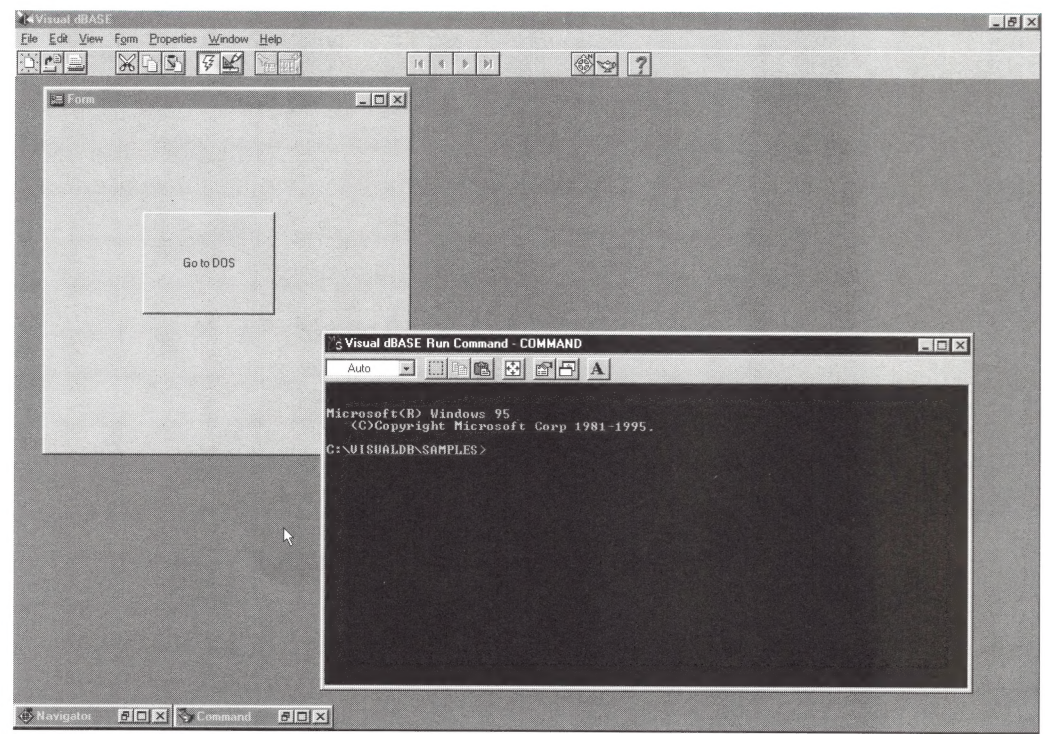 Visual dBASE
File Edit View Form Properties Window Help
Form
Go to DOS
Visual dBASE Run Command - COMMAND
Auto
A
Microsoft(R) Windows 95
(C)Copyright Microsoft Corp 1981-1995.
C:\VISUALDB\SAMPLES>
Navigator
Command